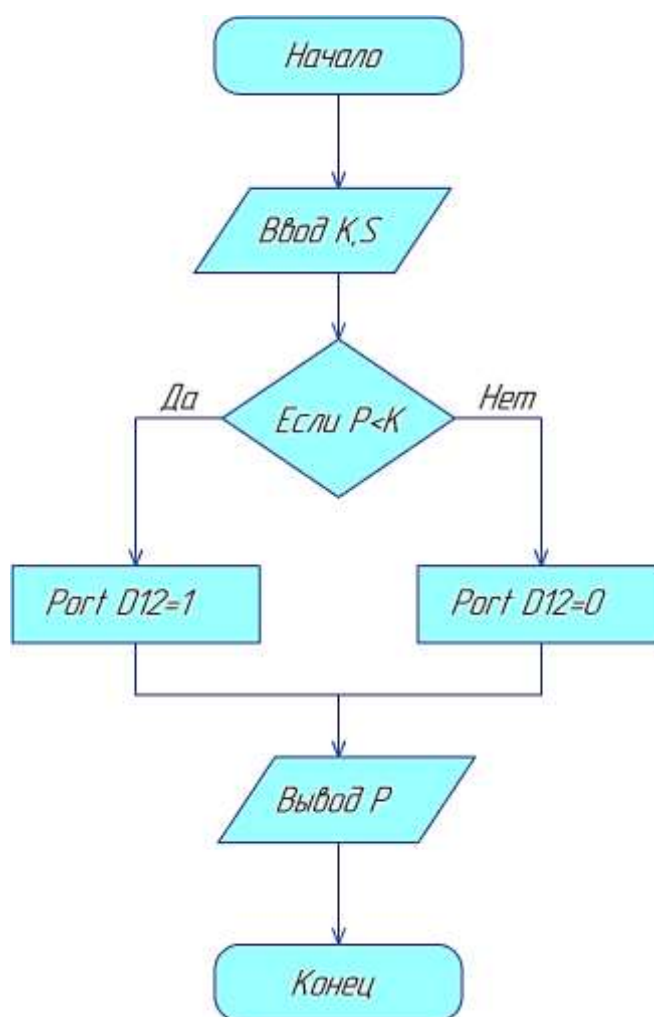 Начало
Ввод K,S
Да
Нет
Если P<K
Port D12=1
Port D12=0
Вывод P
Конец